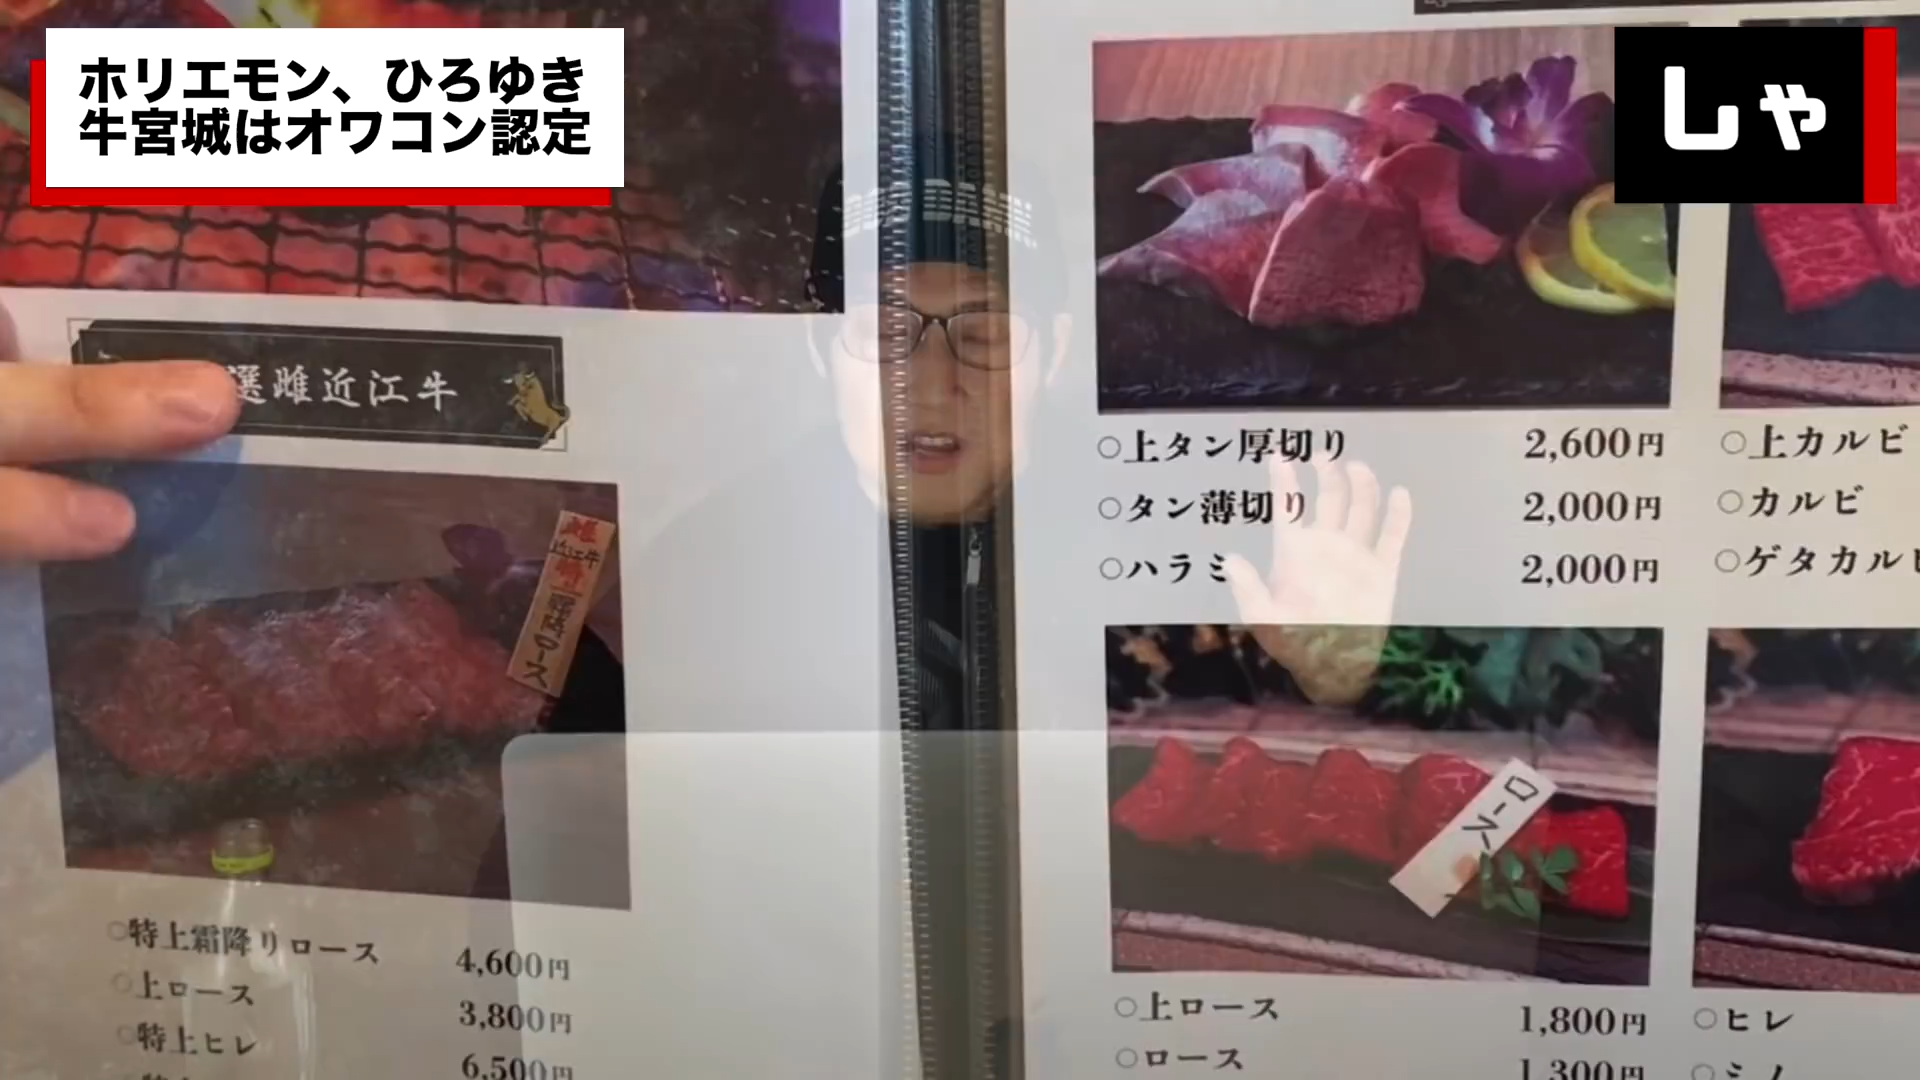 ホリエモン、ひろゆき
牛宮城はオワコン認定
しゃ
選雌近江牛
近江牛
ロース
○特上霜降りロース 4,600円
○上ロース 3,800円
○特上ヒレ 6,500円
○上タン厚切り 2,600円
○タン薄切り 2,000円
○ハラミ 2,000円
○上カルビ
○カルビ
○ゲタカルビ
ロース
○上ロース 1,800円
○ロース 1,300円
○ヒレ
○ミノ